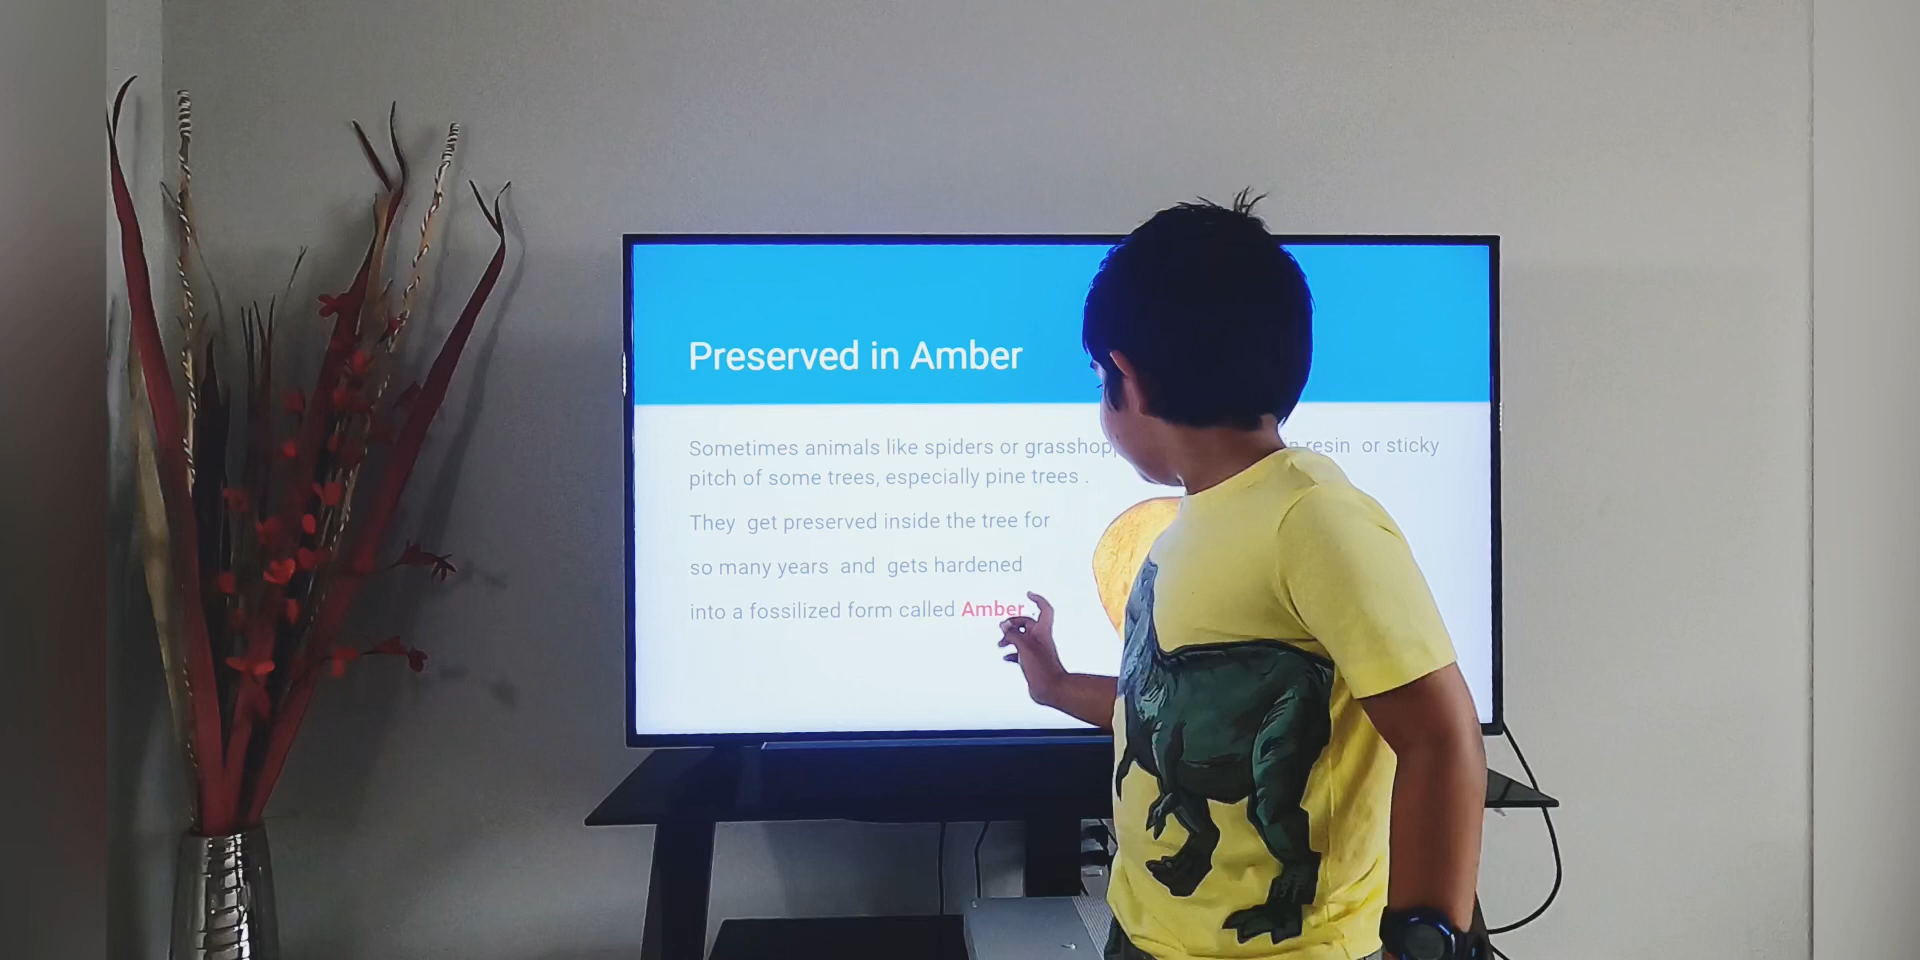 Preserved in Amber
Sometimes animals like spiders or resin or sticky
pitch of some trees, especially pine trees .
They get preserved inside the tree for
so many years and gets hardened
into a fossilized form called Amber .